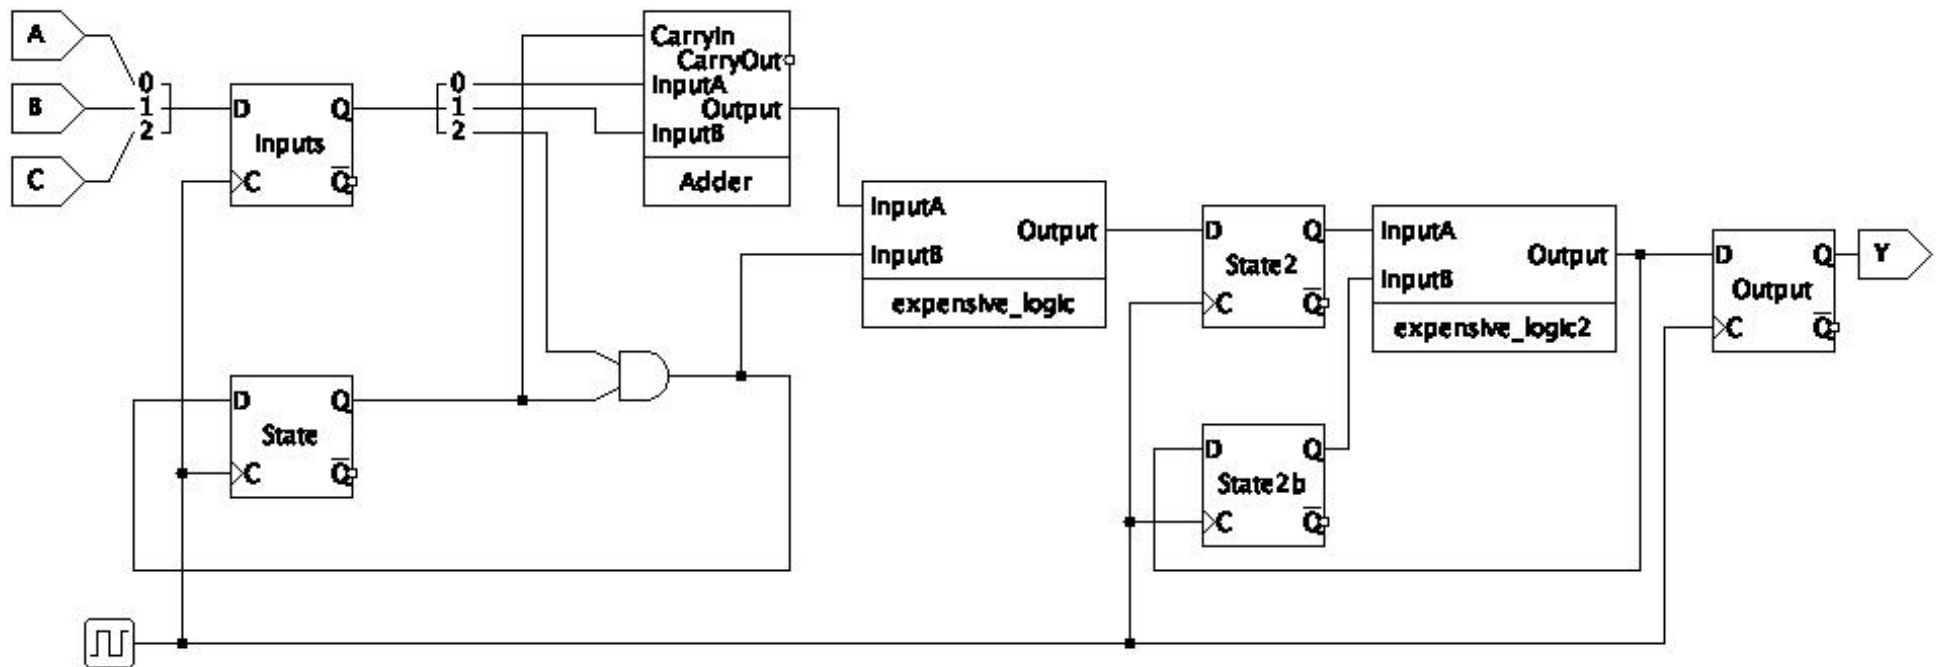 A
B
C
0
1
2
D Q
Inputs
C Q
0
1
2
CarryIn
CarryOut
InputA
Output
InputB
Adder
InputA
Output
InputB
expensive_logic
D Q
State2
C Q
InputA
Output
InputB
expensive_logic2
D Q
Output
C Q
Y
D Q
State
C Q
D Q
State2b
C Q